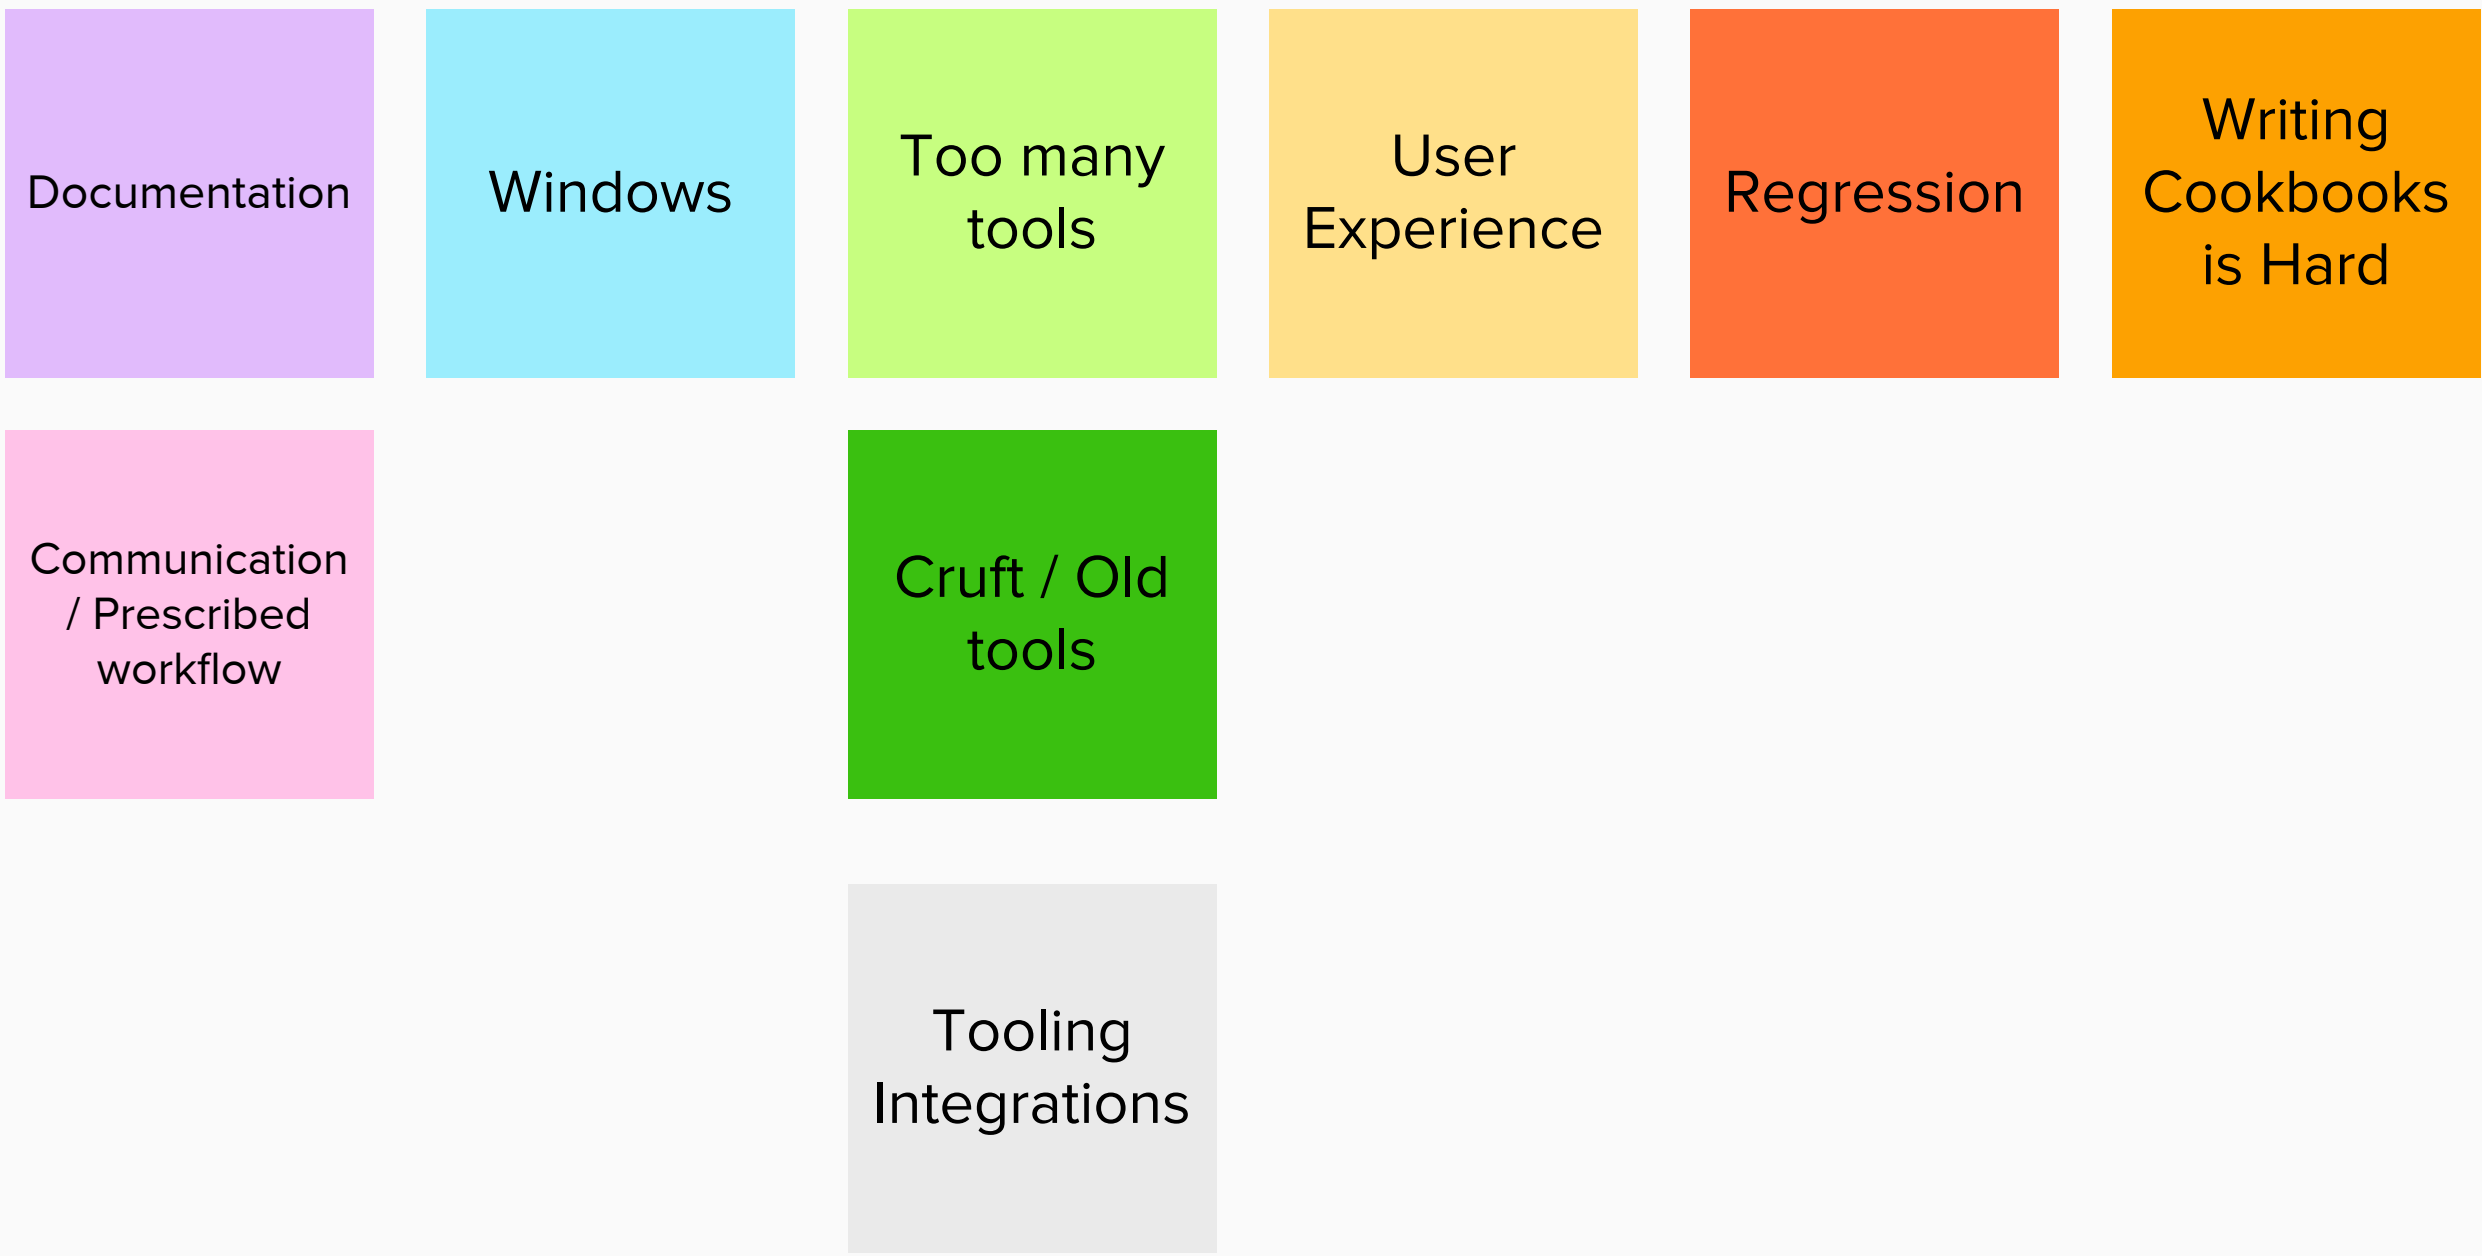 Documentation
Windows
Too many
tools
User
Experience
Regression
Writing
Cookbooks
is Hard
Communication
/ Prescribed
workflow
Cruft / Old
tools
Tooling
Integrations